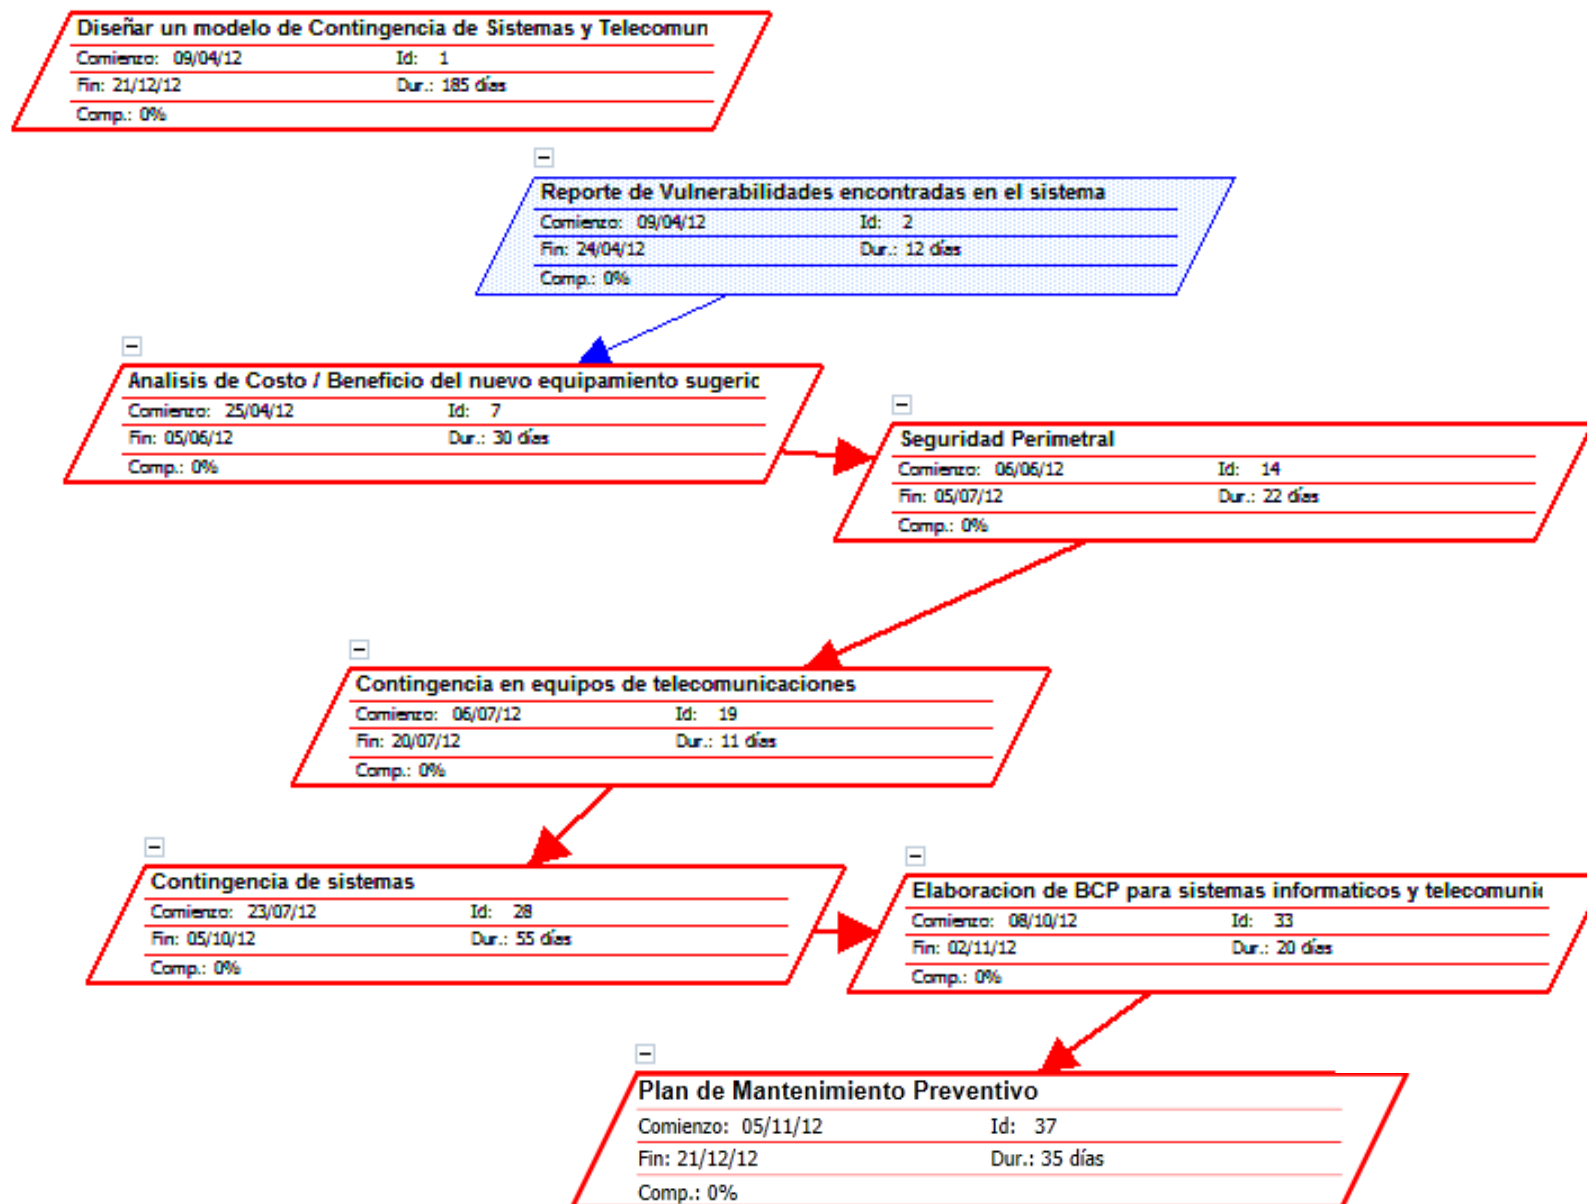 Diseñar un modelo de Contingencia de Sistemas y Telecomun
Comienzo: 09/04/12 Id: 1
Fin: 21/12/12 Dur.: 185 días
Comp.: 0%
Reporte de Vulnerabilidades encontradas en el sistema
Comienzo: 09/04/12 Id: 2
Fin: 24/04/12 Dur.: 12 días
Comp.: 0%
Analisis de Costo / Beneficio del nuevo equipamiento sugeric
Comienzo: 25/04/12 Id: 7
Fin: 05/06/12 Dur.: 30 días
Comp.: 0%
Seguridad Perimetral
Comienzo: 06/06/12 Id: 14
Fin: 05/07/12 Dur.: 22 días
Comp.: 0%
Contingencia en equipos de telecomunicaciones
Comienzo: 06/07/12 Id: 19
Fin: 20/07/12 Dur.: 11 días
Comp.: 0%
Contingencia de sistemas
Comienzo: 23/07/12 Id: 28
Fin: 05/10/12 Dur.: 55 días
Comp.: 0%
Elaboracion de BCP para sistemas informaticos y telecomunic
Comienzo: 08/10/12 Id: 33
Fin: 02/11/12 Dur.: 20 días
Comp.: 0%
Plan de Mantenimiento Preventivo
Comienzo: 05/11/12 Id: 37
Fin: 21/12/12 Dur.: 35 días
Comp.: 0%